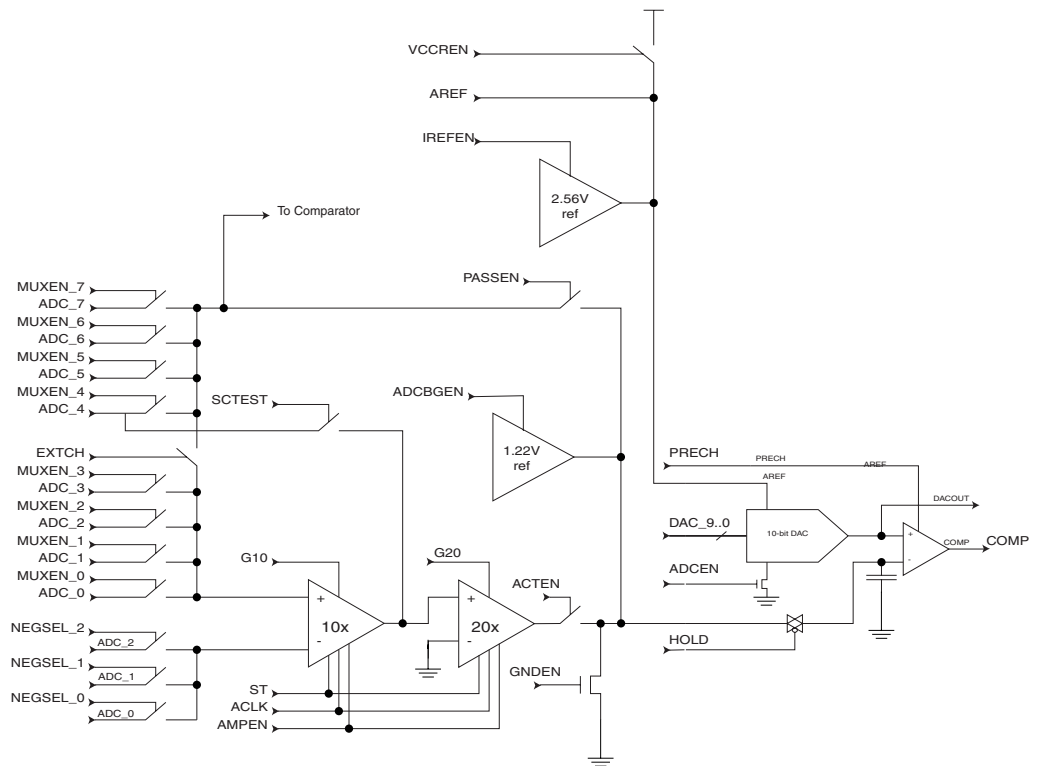 VCCREN
AREF
IREFEN
2.56V
ref
To Comparator
PASSEN
MUXEN_7
ADC_7
MUXEN_6
ADC_6
MUXEN_5
ADC_5
MUXEN_4
ADC_4
SCTEST
ADCBGEN
1.22V
ref
EXTCH
MUXEN_3
ADC_3
MUXEN_2
ADC_2
MUXEN_1
ADC_1
MUXEN_0
ADC_0
PRECH
PRECH
AREF
AREF
DACOUT
DAC_9..0
10-bit DAC
+
-
COMP
COMP
ADCEN
G10
G20
ACTEN
+
10x
-
+
20x
-
NEGSEL_2
ADC_2
NEGSEL_1
ADC_1
NEGSEL_0
ADC_0
HOLD
GNDEN
ST
ACLK
AMPEN